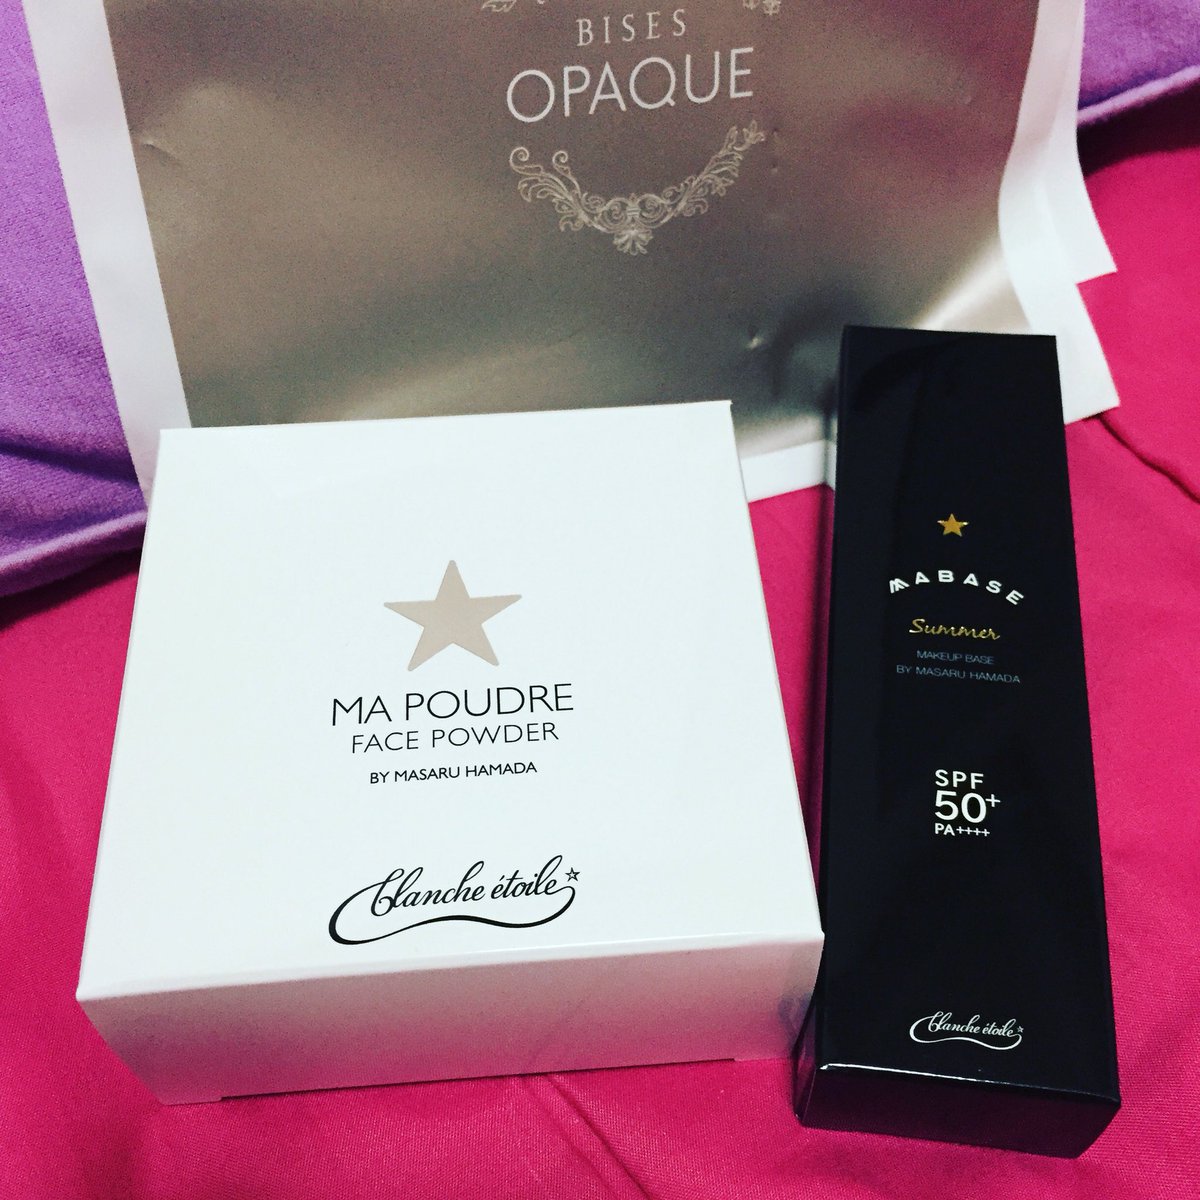 BISES
OPAQUE
MA POUDRE
FACE POWDER
BY MASARU HAMADA
blanche étoile
MABASE
Summer
MAKEUP BASE
BY MASARU HAMADA
SPF
50+
PA++++
blanche étoile